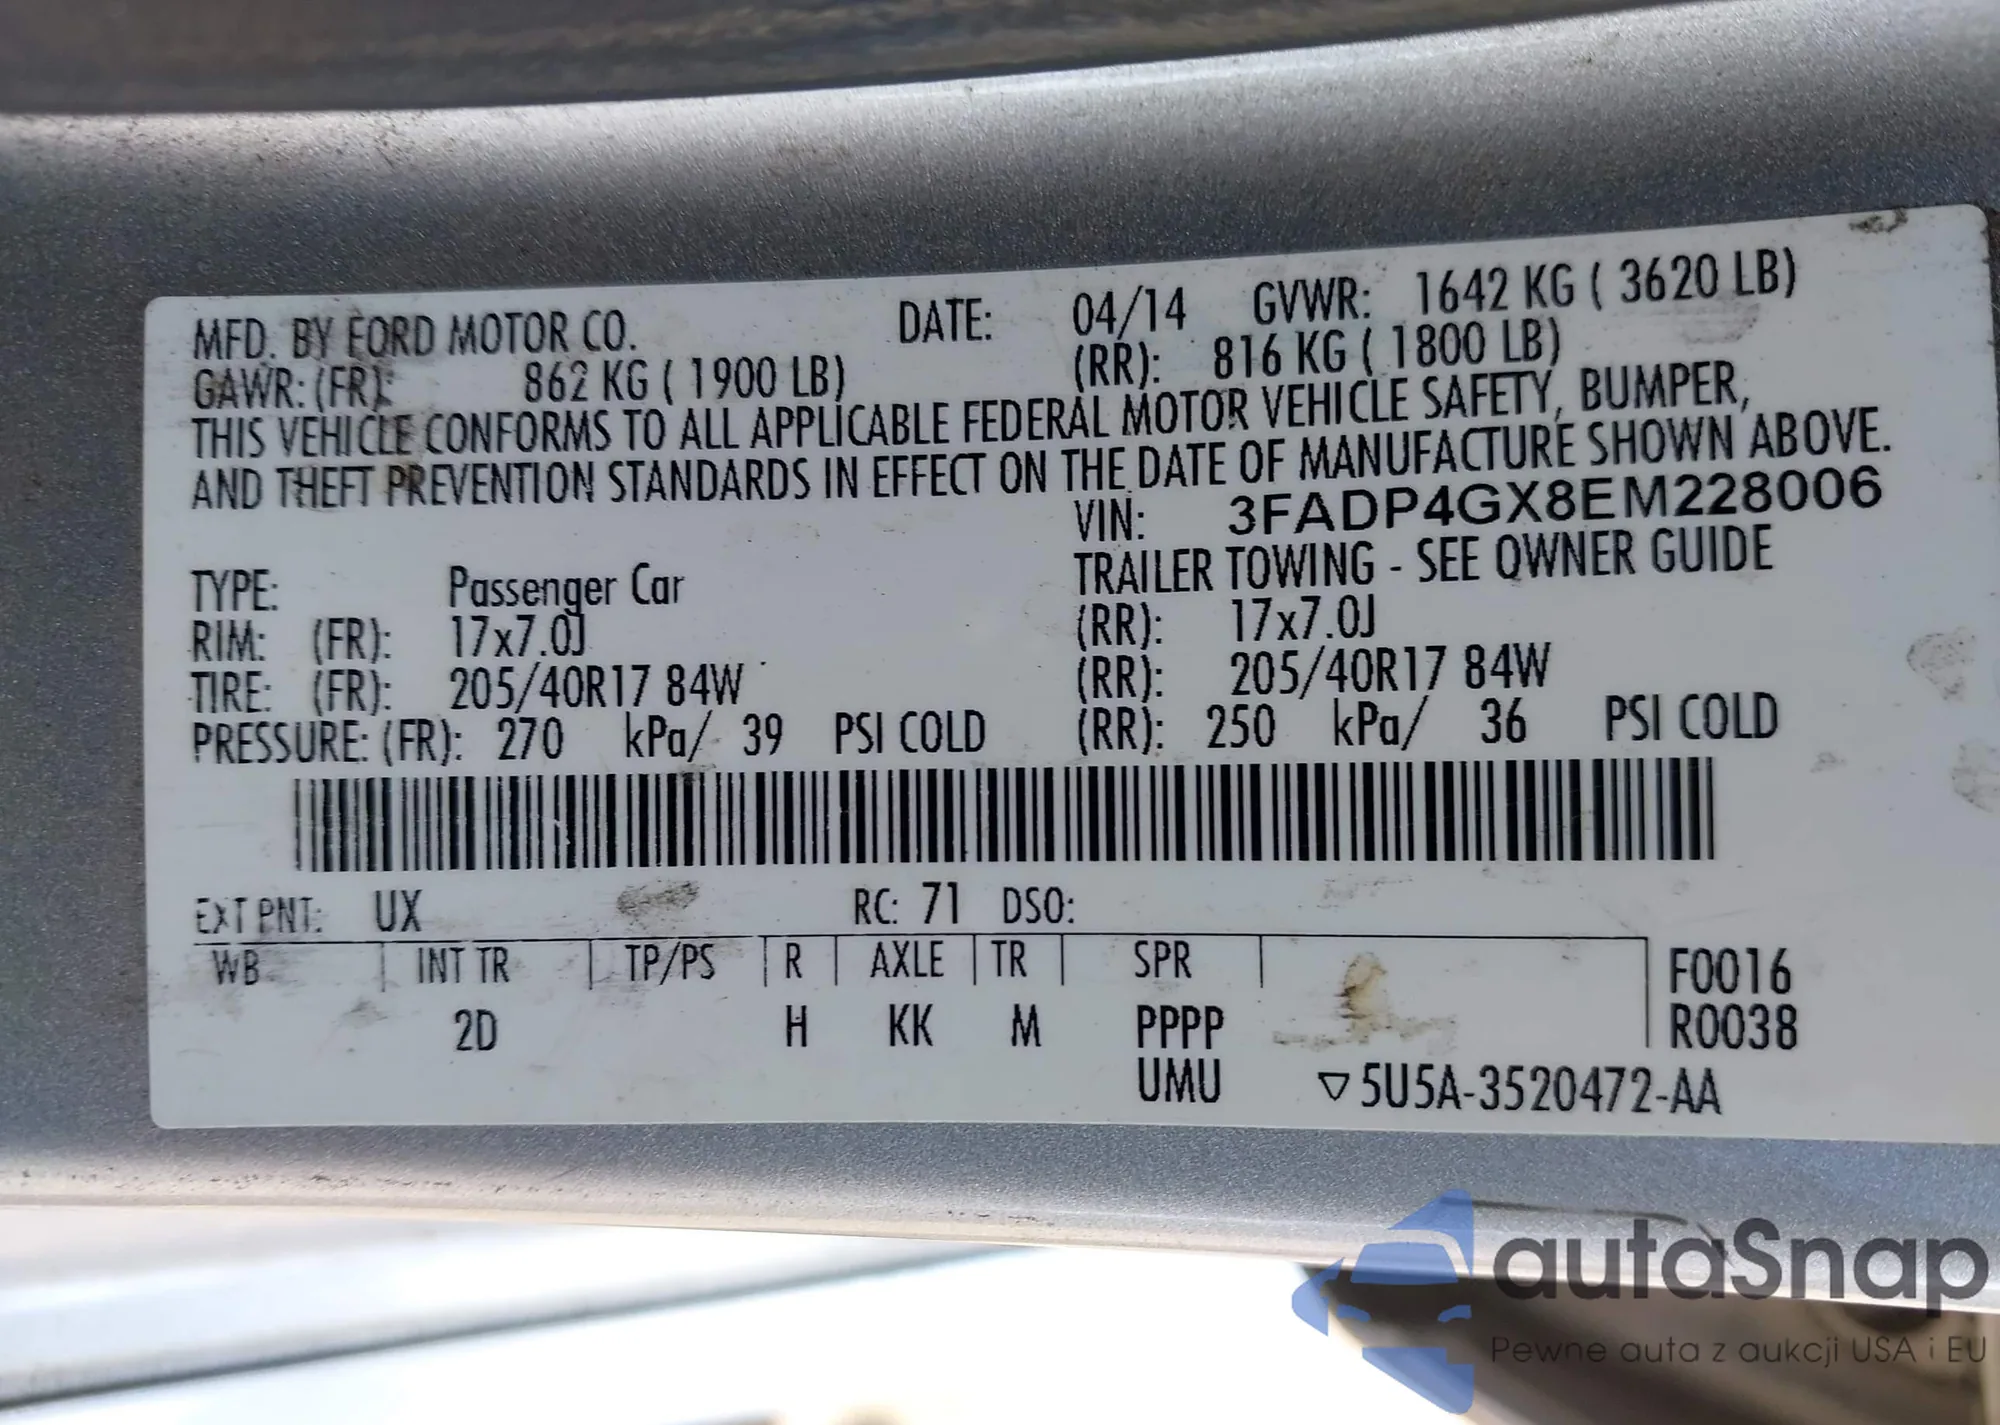 MFD. BY FORD MOTOR CO. DATE: 04/14 GVWR: 1642 KG ( 3620 LB)
GAWR: (FR): 862 KG ( 1900 LB) (RR): 816 KG ( 1800 LB)
THIS VEHICLE CONFORMS TO ALL APPLICABLE FEDERAL MOTOR VEHICLE SAFETY, BUMPER,
AND THEFT PREVENTION STANDARDS IN EFFECT ON THE DATE OF MANUFACTURE SHOWN ABOVE.
VIN: 3FADP4GX8EM228006
TYPE: Passenger Car TRAILER TOWING - SEE OWNER GUIDE
RIM: (FR): 17x7.0J (RR): 17x7.0J
TIRE: (FR): 205/40R17 84W (RR): 205/40R17 84W
PRESSURE: (FR): 270 kPa/ 39 PSI COLD (RR): 250 kPa/ 36 PSI COLD
EXT PNT: UX RC: 71 DSO:
WB INT TR TP/PS R AXLE TR SPR F0016
2D H KK M PPPP R0038
UMU ▽5U5A-3520472-AA
autaSnap
Pewne auta z aukcji USA i EU